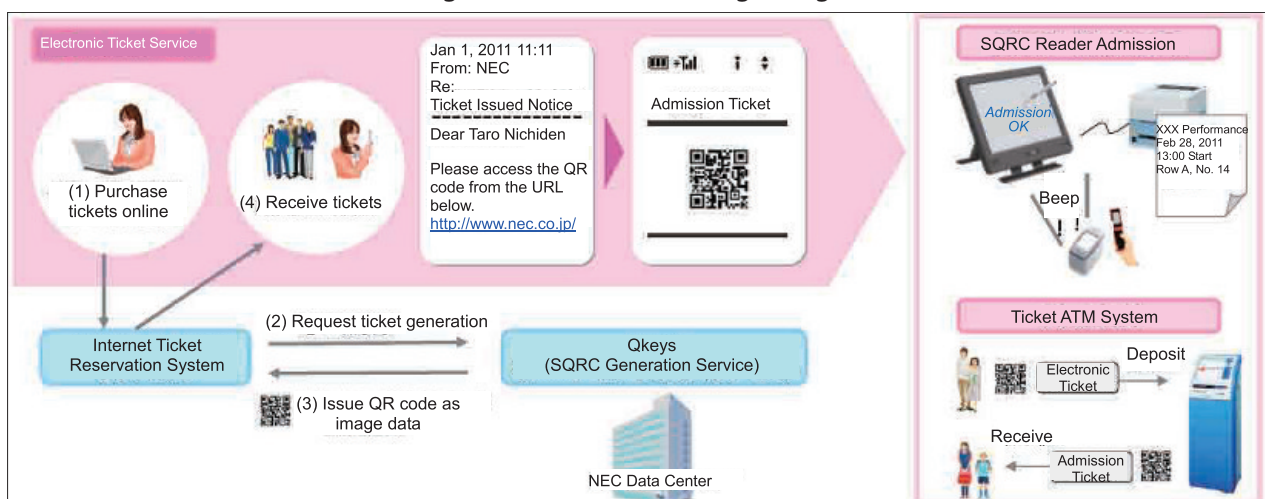 Electronic Ticket Service
(1) Purchase
tickets online
(4) Receive tickets
Jan 1, 2011 11:11
From: NEC
Re:
Ticket Issued Notice
Dear Taro Nichiden
Please access the QR
code from the URL
below.
http://www.nec.co.jp/
Admission Ticket
Internet Ticket
Reservation System
(2) Request ticket generation
(3) Issue QR code as
image data
Qkeys
(SQRC Generation Service)
NEC Data Center
SQRC Reader Admission
Admission
OK
XXX Performance
Feb 28, 2011
13:00 Start
Row A, No. 14
Beep
! !
Ticket ATM System
Deposit
Electronic
Ticket
Receive
Admission
Ticket